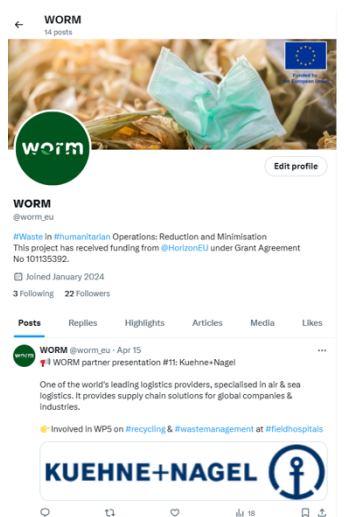 WORM
14 posts
Funded by
the European Union
worm
Edit profile
WORM
@worm_eu
#Waste in #humanitarian Operations: Reduction and Minimisation
This project has received funding from @HorizonEU under Grant Agreement
No 101135392.
Joined January 2024
3 Following 22 Followers
Posts Replies Highlights Articles Media Likes
worm
WORM @worm_eu · Apr 15 ...
📢 WORM partner presentation #11: Kuehne+Nagel
One of the world's leading logistics providers, specialised in air & sea
logistics. It provides supply chain solutions for global companies &
industries.
👉Involved in WP5 on #recycling & #wastemanagement at #fieldhospitals
KUEHNE+NAGEL
18